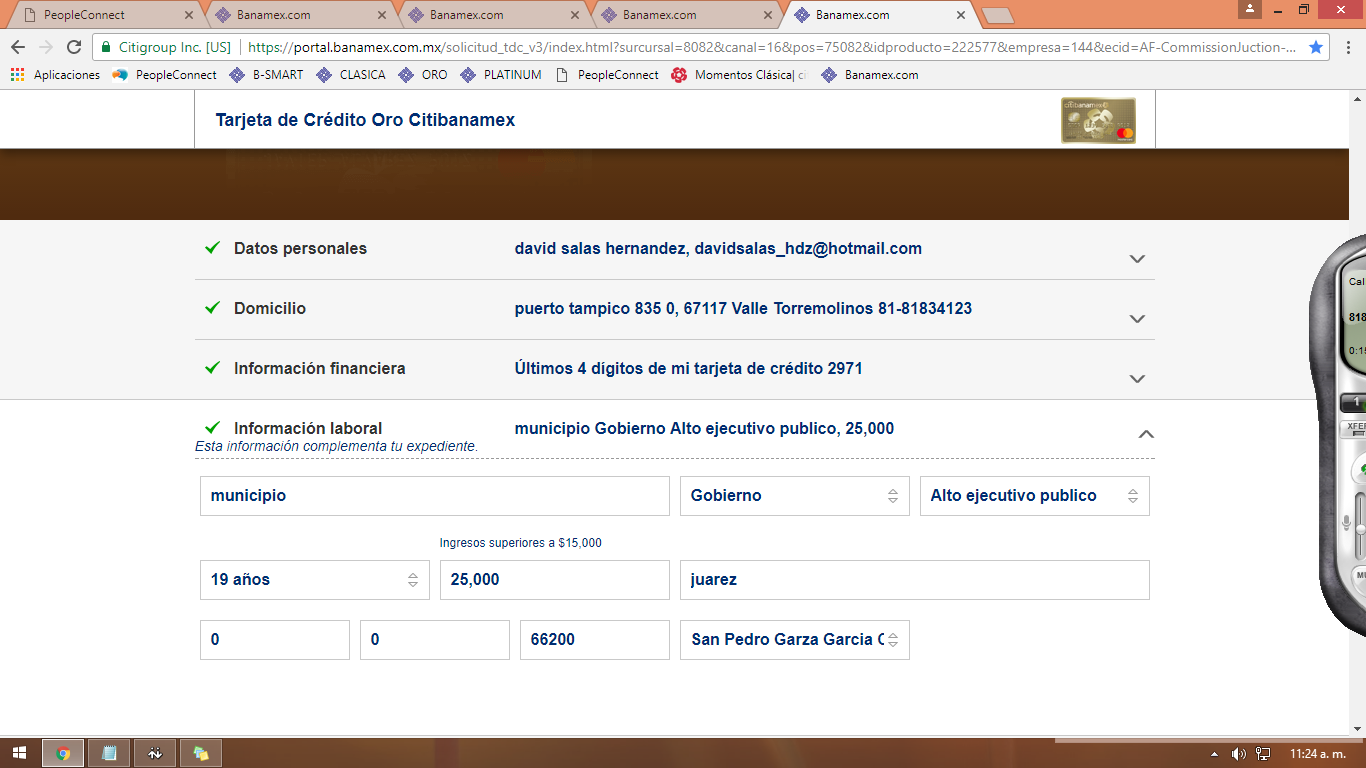 PeopleConnect Banamex.com Banamex.com Banamex.com Banamex.com
Citigroup Inc. [US] https://portal.banamex.com.mx/solicitud_tdc_v3/index.html?surcursal=8082&canal=16&pos=75082&idproducto=222577&empresa=144&ecid=AF-CommissionJuction-...
Aplicaciones PeopleConnect B-SMART CLASICA ORO PLATINUM PeopleConnect Momentos Clásica| ci Banamex.com
Tarjeta de Crédito Oro Citibanamex
citibanamex
Datos personales david salas hernandez, davidsalas_hdz@hotmail.com
Domicilio puerto tampico 835 0, 67117 Valle Torremolinos 81-81834123
Información financiera Últimos 4 dígitos de mi tarjeta de crédito 2971
Información laboral municipio Gobierno Alto ejecutivo publico, 25,000
Esta información complementa tu expediente.
municipio Gobierno Alto ejecutivo publico
Ingresos superiores a $15,000
19 años 25,000 juarez
0 0 66200 San Pedro Garza Garcia C
Cal
818
0:15
1
XFER
MU
11:24 a. m.